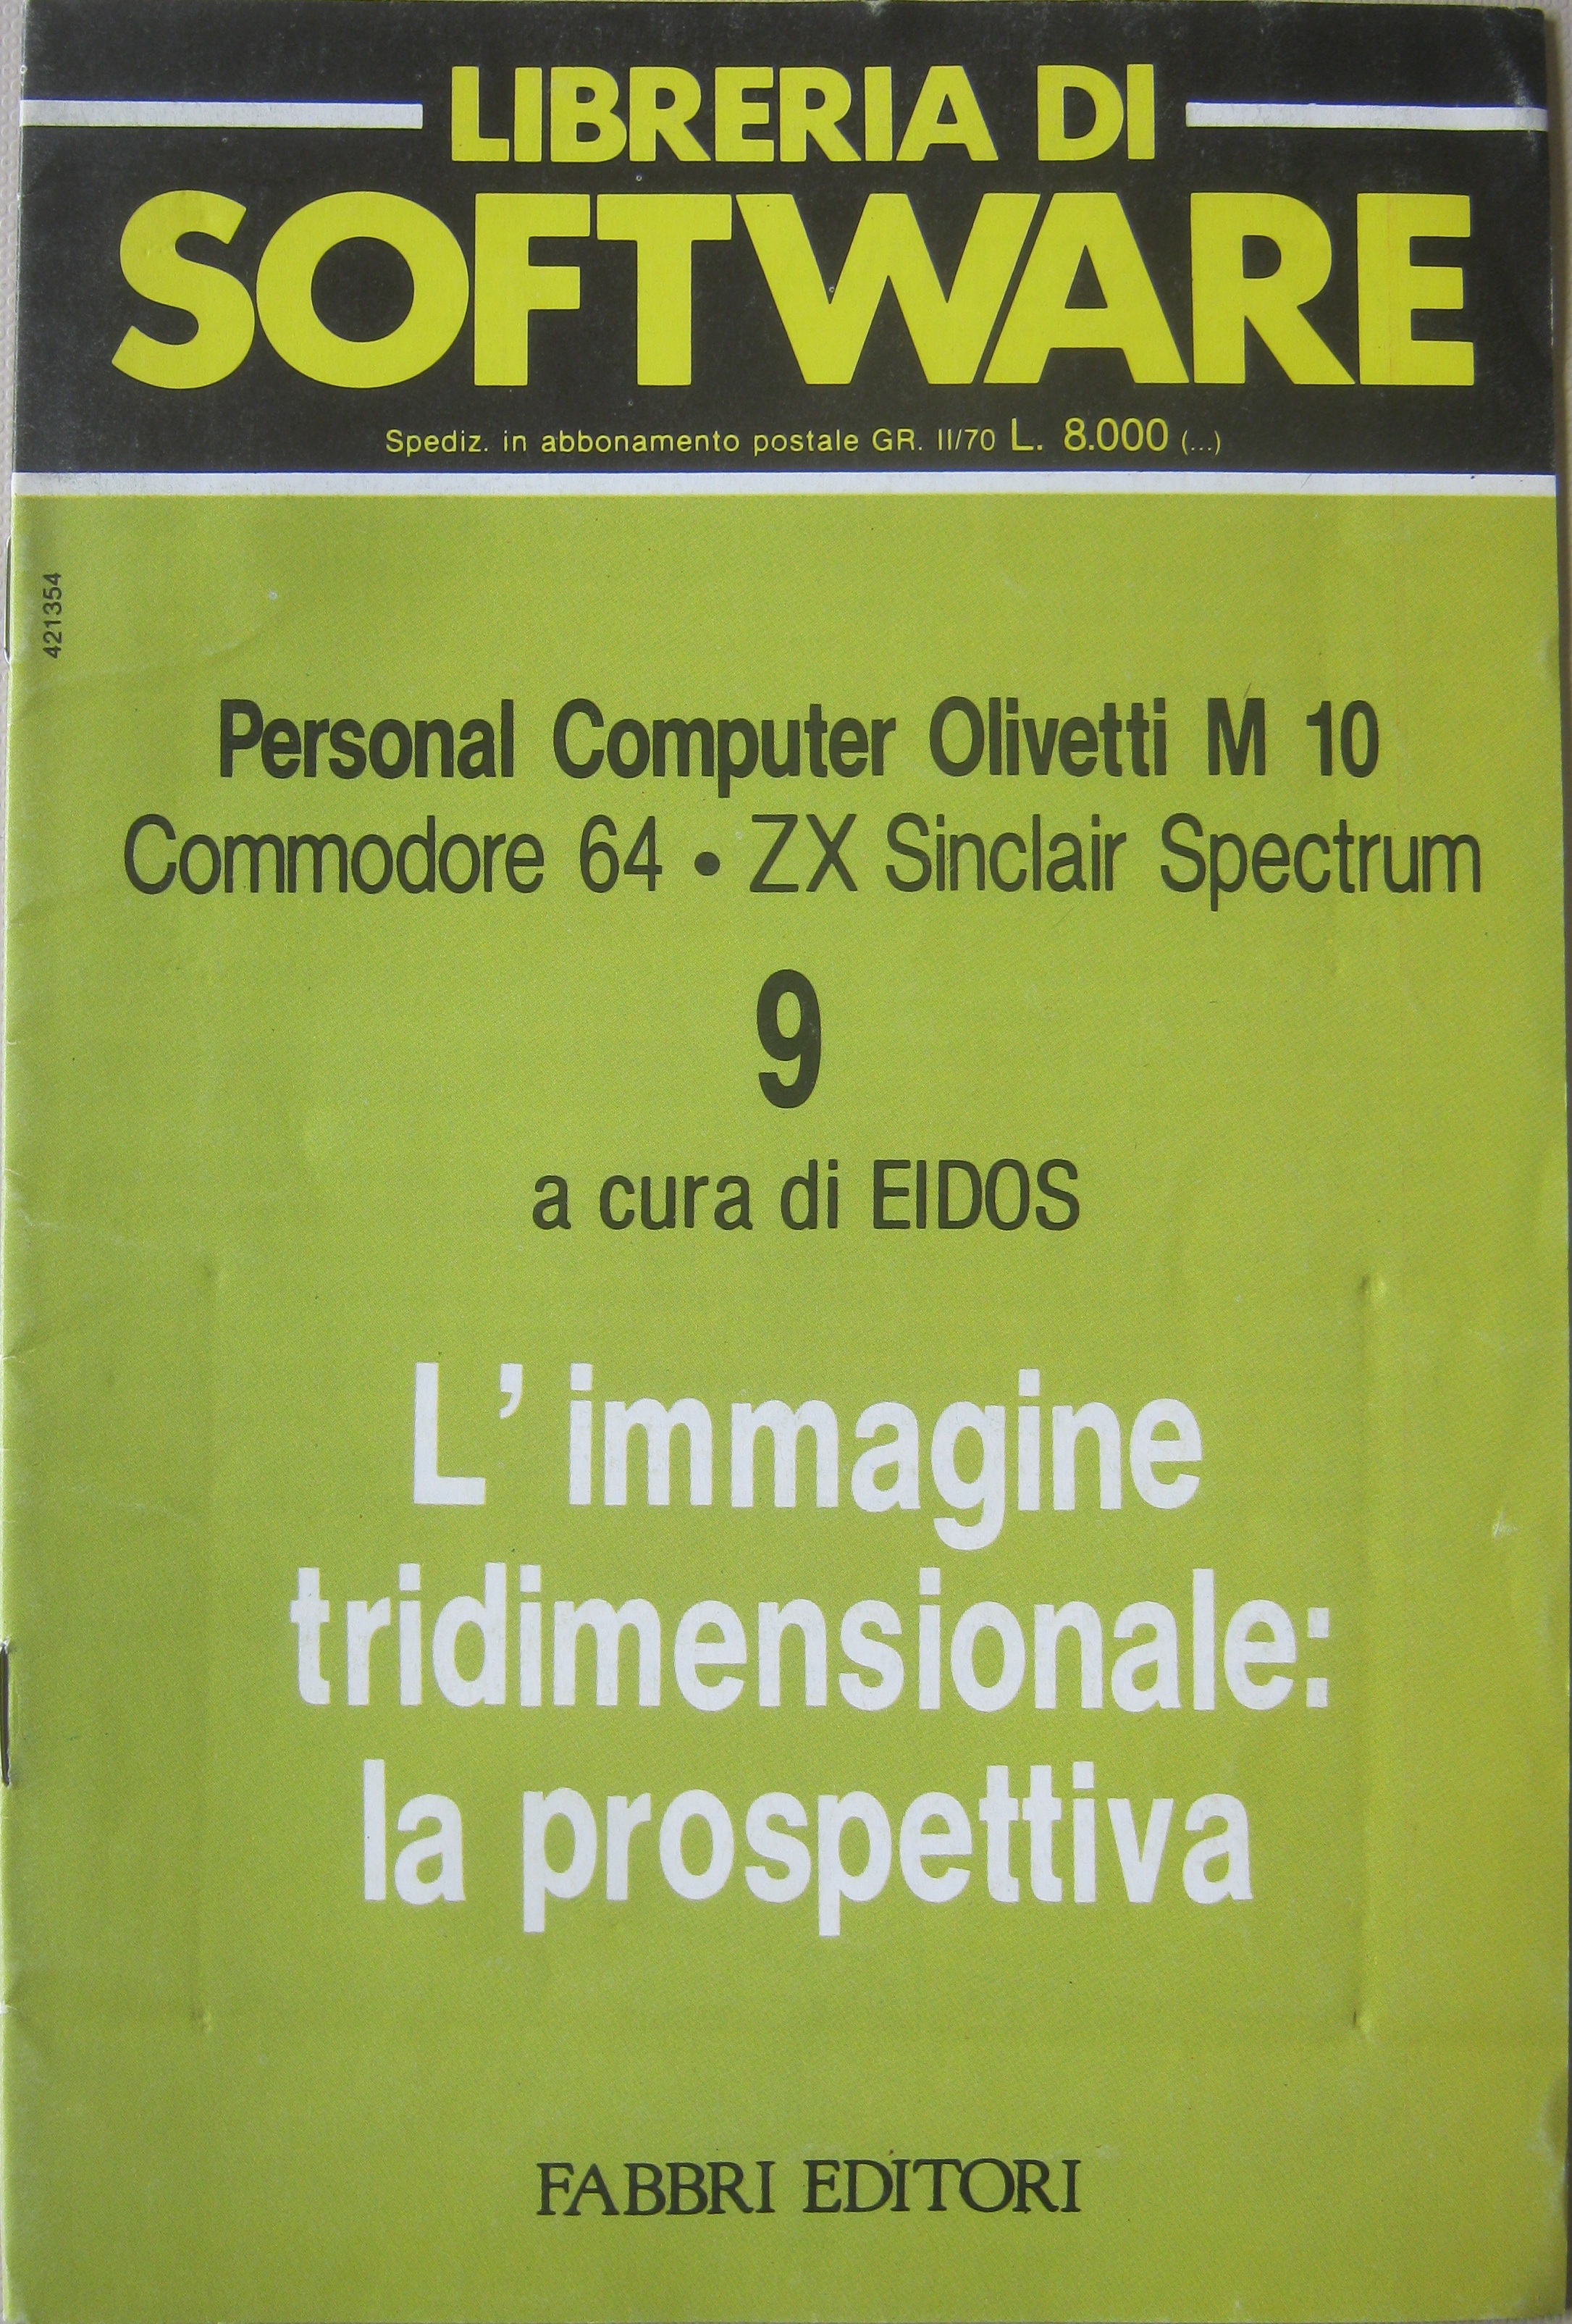 LIBRERIA DI
SOFTWARE
Spediz. in abbonamento postale GR. II/70 L. 8.000 (...)
421354
Personal Computer Olivetti M 10
Commodore 64 • ZX Sinclair Spectrum
9
a cura di EIDOS
L'immagine
tridimensionale:
la prospettiva
FABBRI EDITORI